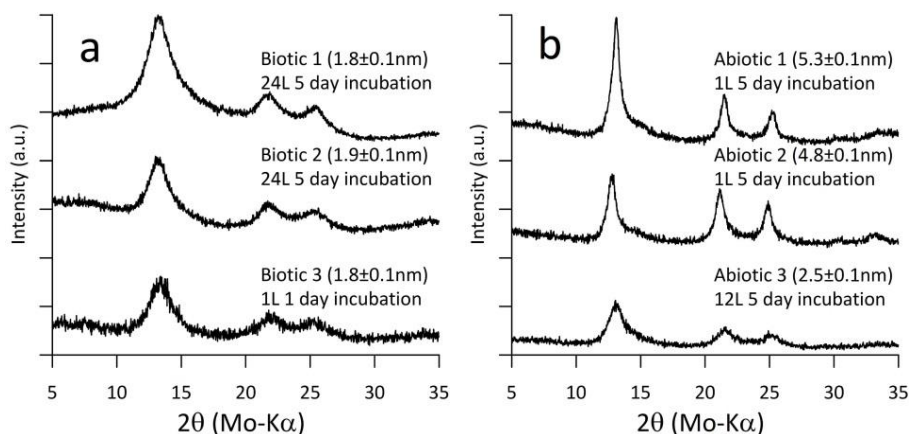 a
Biotic 1 (1.8±0.1nm)
24L 5 day incubation
Biotic 2 (1.9±0.1nm)
24L 5 day incubation
Biotic 3 (1.8±0.1nm)
1L 1 day incubation
Intensity (a.u.)
5 10 15 20 25 30 35
2θ (Mo-Kα)
b
Abiotic 1 (5.3±0.1nm)
1L 5 day incubation
Abiotic 2 (4.8±0.1nm)
1L 5 day incubation
Abiotic 3 (2.5±0.1nm)
12L 5 day incubation
Intensity (a.u.)
5 10 15 20 25 30 35
2θ (Mo-Kα)